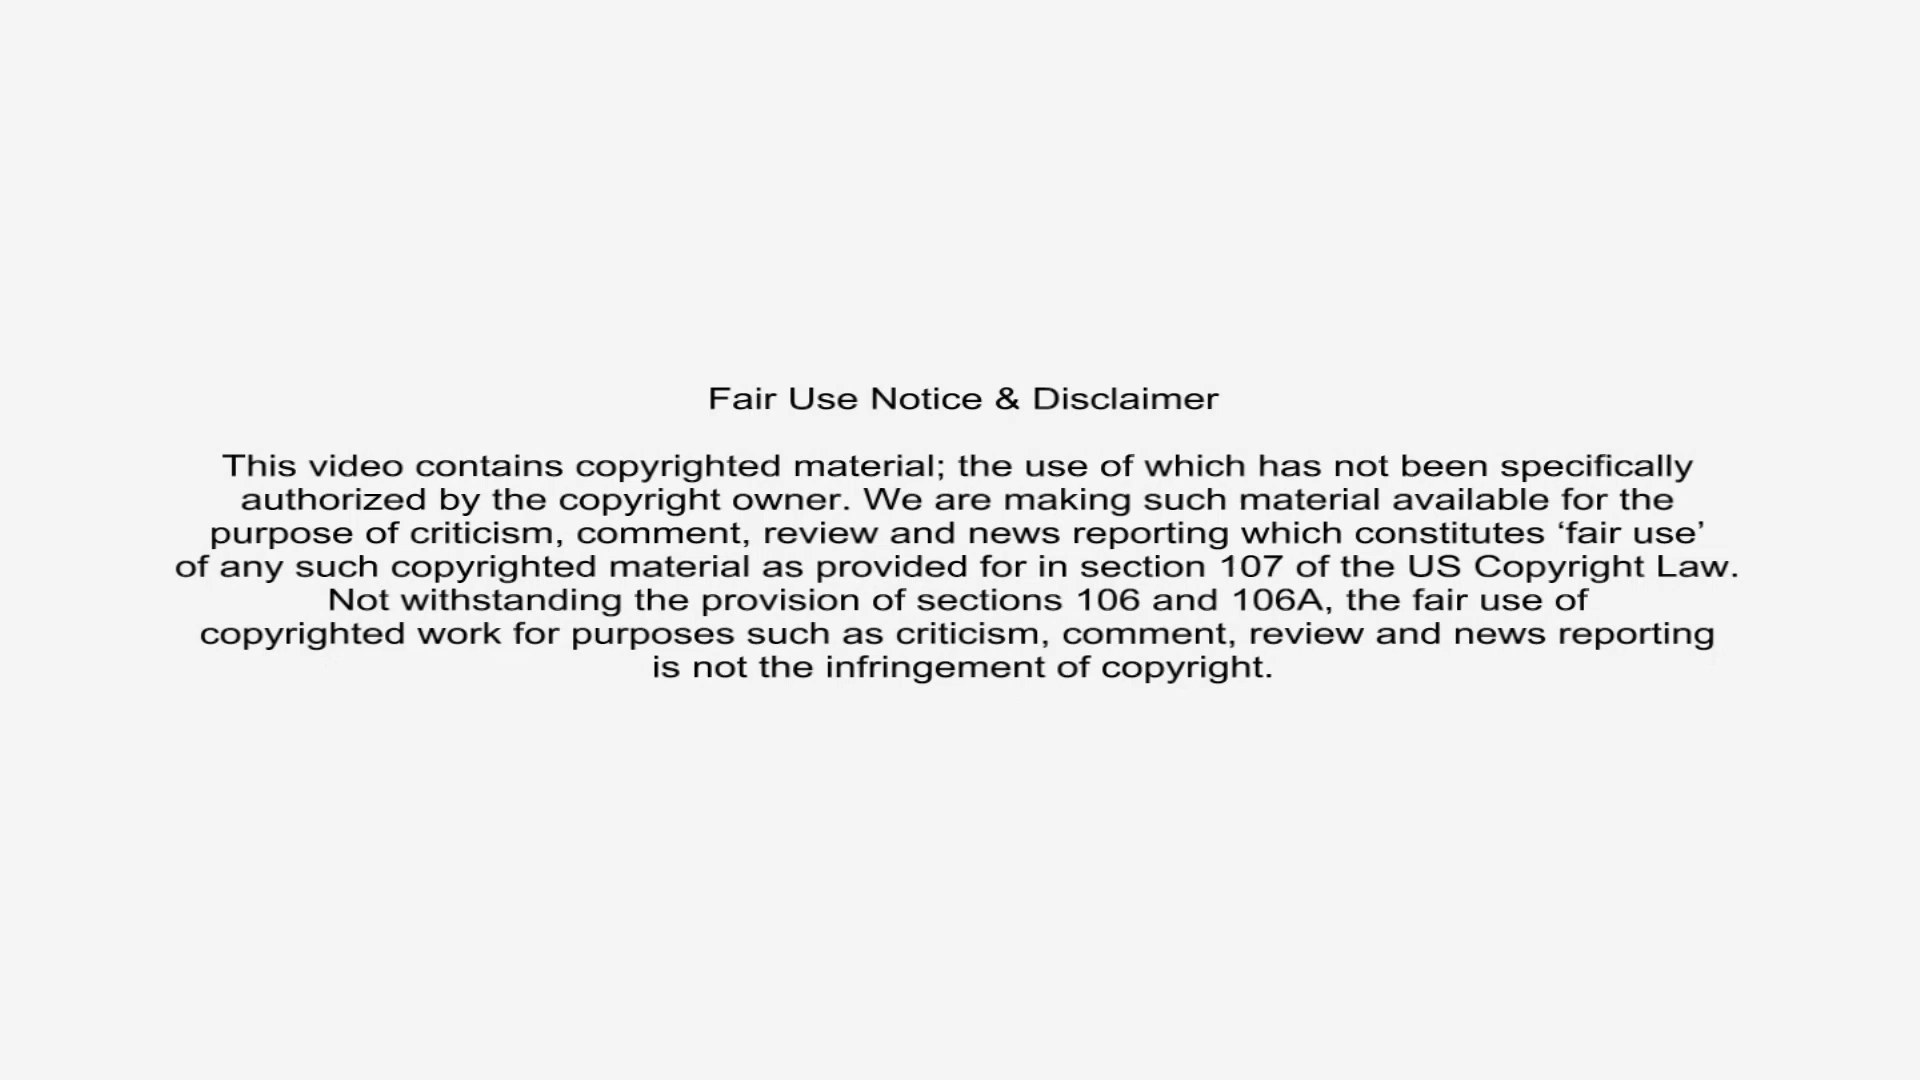 Fair Use Notice & Disclaimer
This video contains copyrighted material; the use of which has not been specifically
authorized by the copyright owner. We are making such material available for the
purpose of criticism, comment, review and news reporting which constitutes ‘fair use’
of any such copyrighted material as provided for in section 107 of the US Copyright Law.
Not withstanding the provision of sections 106 and 106A, the fair use of
copyrighted work for purposes such as criticism, comment, review and news reporting
is not the infringement of copyright.